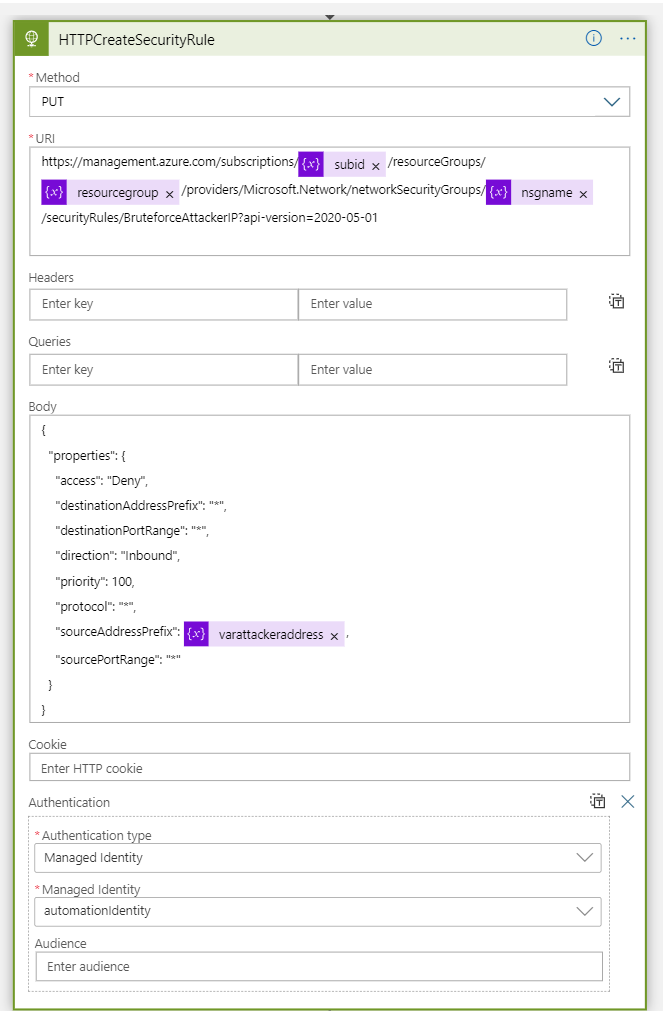 HTTPCreateSecurityRule
* Method
PUT
* URI
https://management.azure.com/subscriptions/ {x} subid × /resourceGroups/
{x} resourcegroup × /providers/Microsoft.Network/networkSecurityGroups/ {x} nsgname ×
/securityRules/BruteforceAttackerIP?api-version=2020-05-01
Headers
Enter key Enter value
Queries
Enter key Enter value
Body
{
"properties": {
"access": "Deny",
"destinationAddressPrefix": "*",
"destinationPortRange": "*",
"direction": "Inbound",
"priority": 100,
"protocol": "*",
"sourceAddressPrefix": {x} varattackeraddress × ,
"sourcePortRange": "*"
}
}
Cookie
Enter HTTP cookie
Authentication
* Authentication type
Managed Identity
* Managed Identity
automationIdentity
Audience
Enter audience